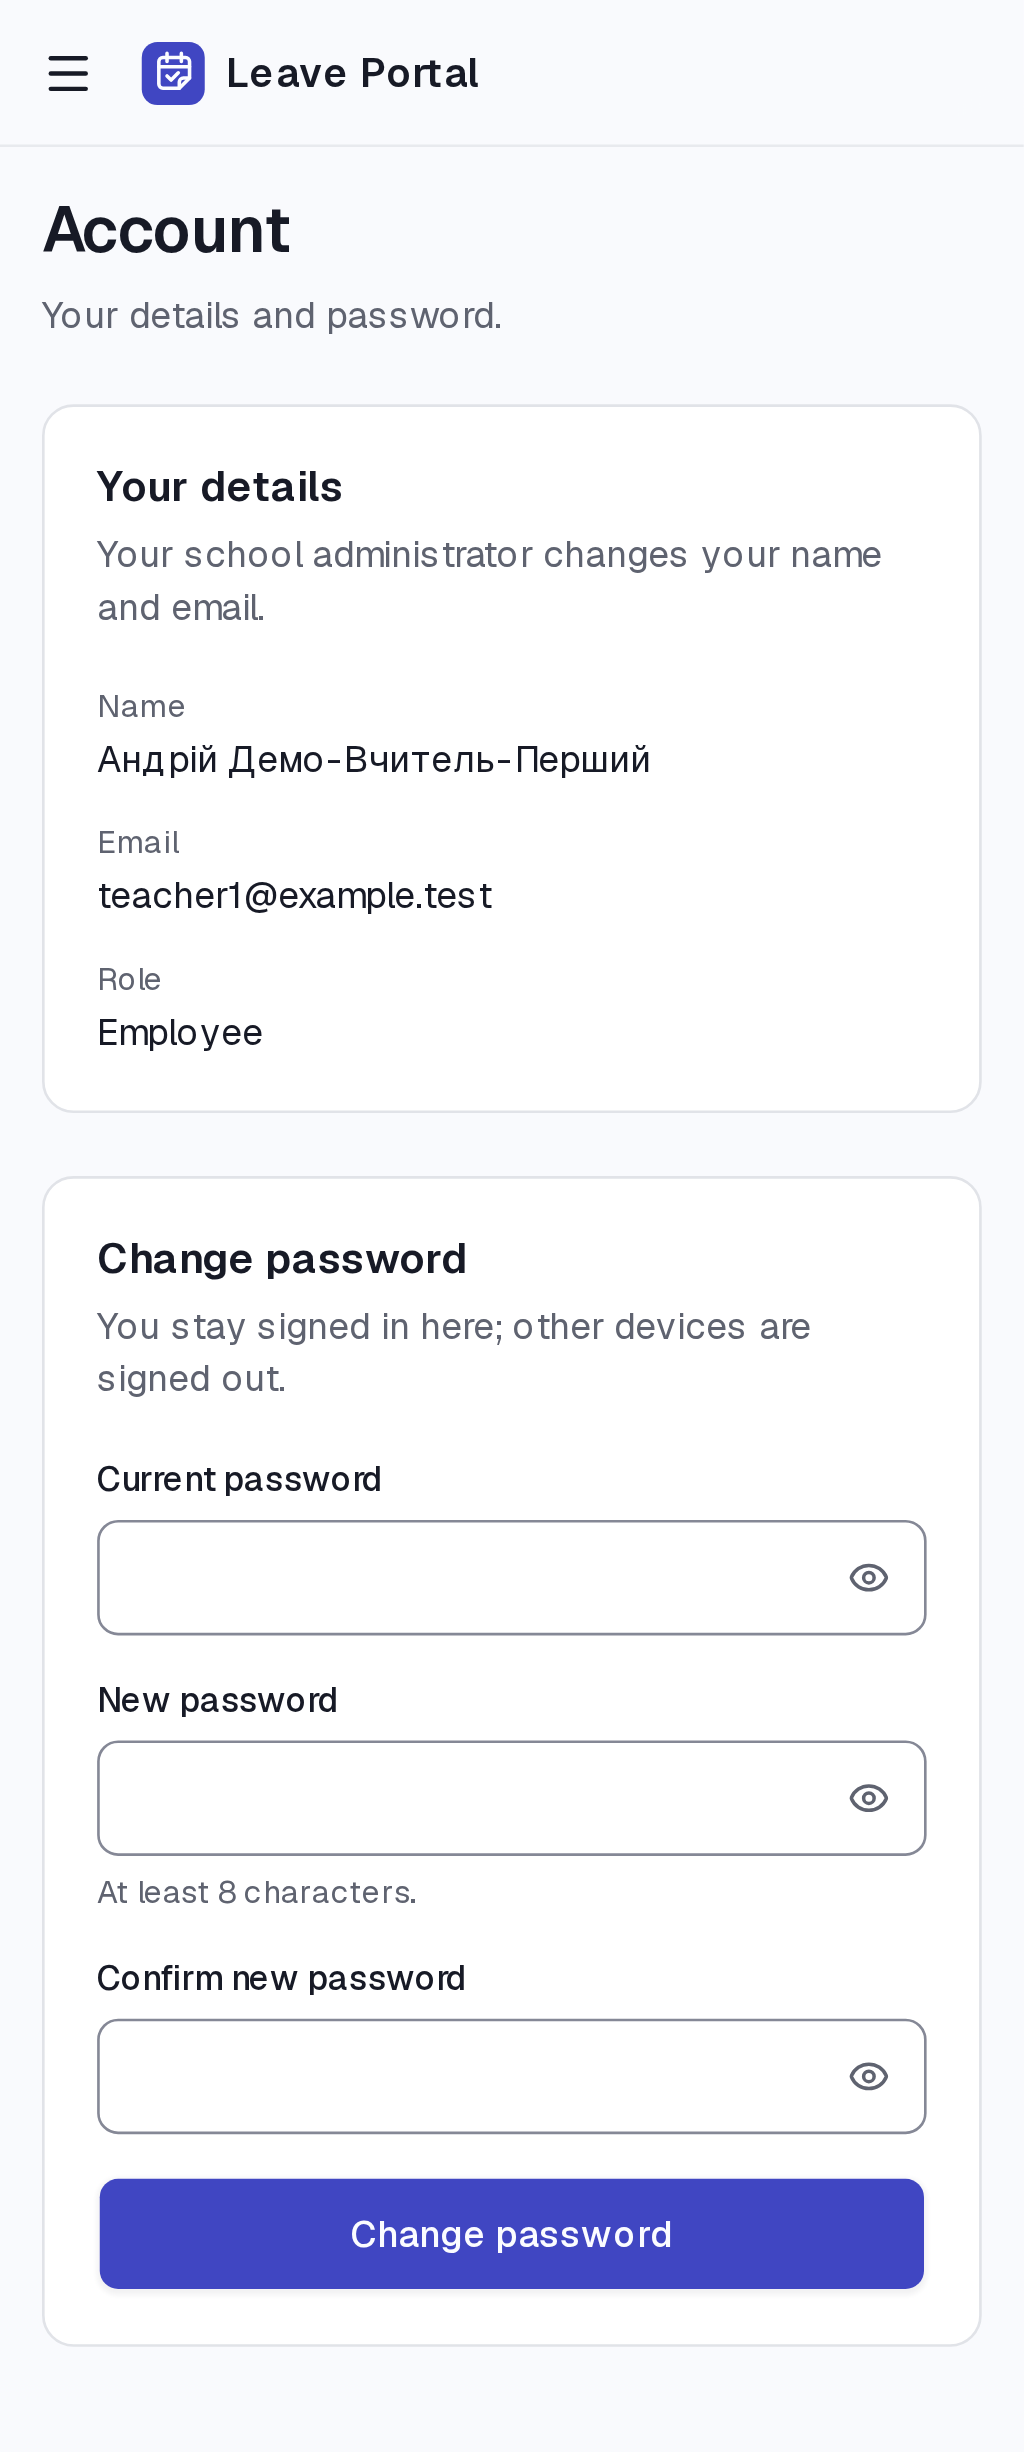 Leave Portal
Account
Your details and password.
Your details
Your school administrator changes your name
and email.
Name
Андрій Демо-Вчитель-Перший
Email
teacher1@example.test
Role
Employee
Change password
You stay signed in here; other devices are
signed out.
Current password
New password
At least 8 characters.
Confirm new password
Change password